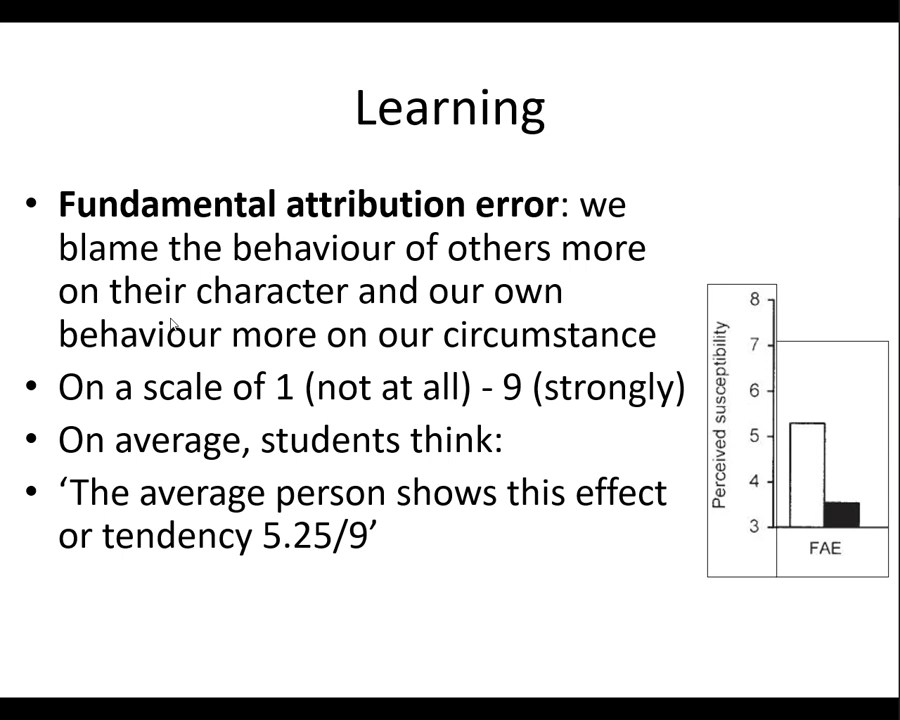 Learning
• Fundamental attribution error: we
blame the behaviour of others more
on their character and our own
behaviour more on our circumstance
• On a scale of 1 (not at all) - 9 (strongly)
• On average, students think:
• ‘The average person shows this effect
or tendency 5.25/9’
Perceived susceptibility
8
7
6
5
4
3
FAE